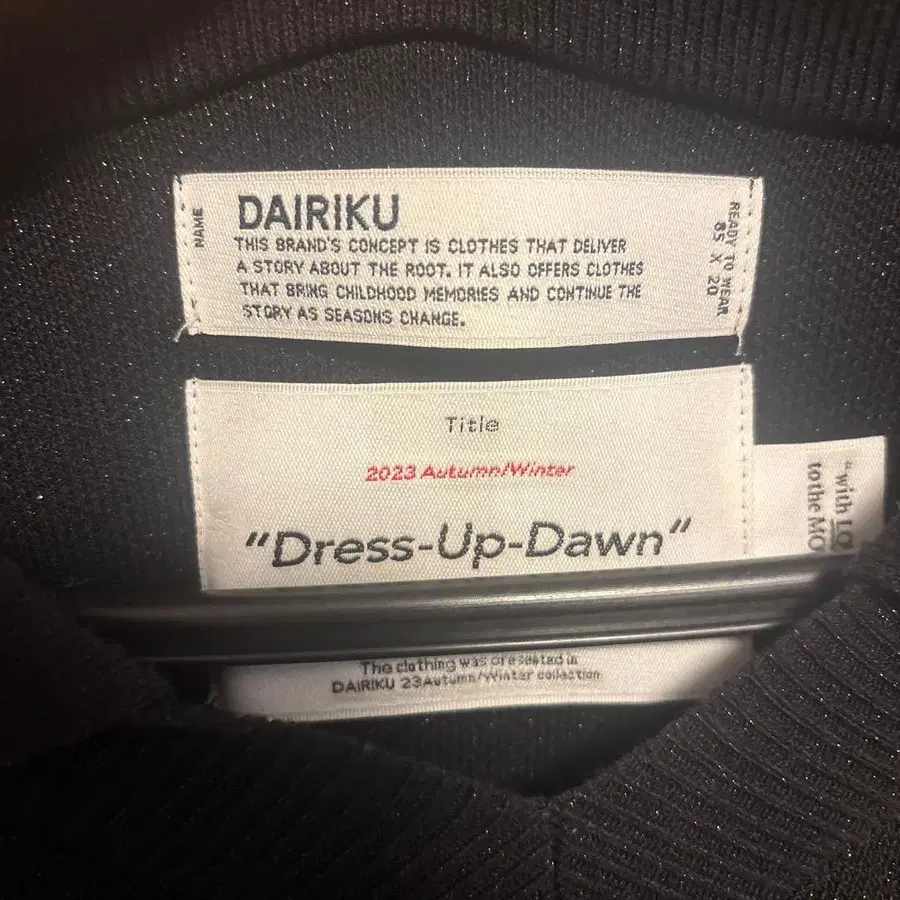 NAME
DAIRIKU
THIS BRAND'S CONCEPT IS CLOTHES THAT DELIVER
A STORY ABOUT THE ROOT. IT ALSO OFFERS CLOTHES
THAT BRING CHILDHOOD MEMORIES AND CONTINUE THE
STORY AS SEASONS CHANGE.
READY TO WEAR
85 X 20
Title
2023 Autumn/Winter
"Dress-Up-Dawn"
"with LO
to the MO
The clothing was presented in
DAIRIKU 23Autumn/Winter collection